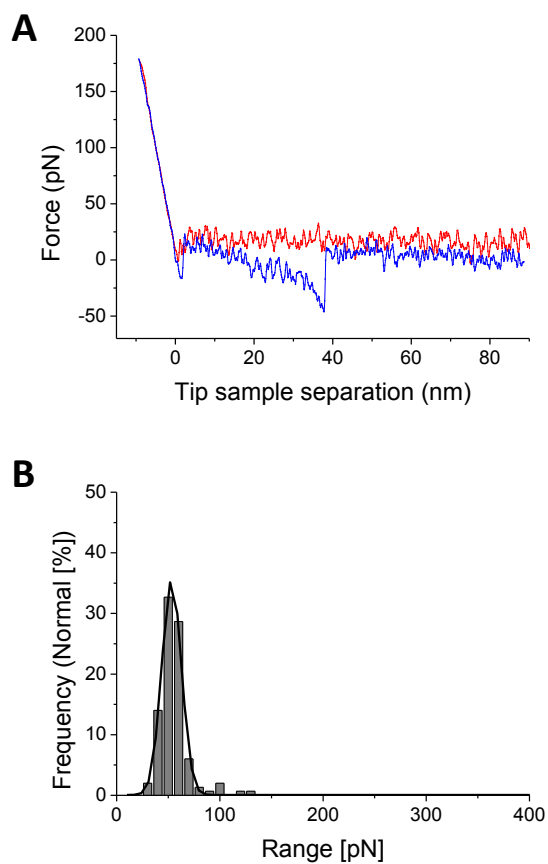 A
200
150
100
50
0
-50
Force (pN)
0 20 40 60 80
Tip sample separation (nm)
B
50
40
30
20
10
0
Frequency (Normal [%])
0 100 200 300 400
Range [pN]